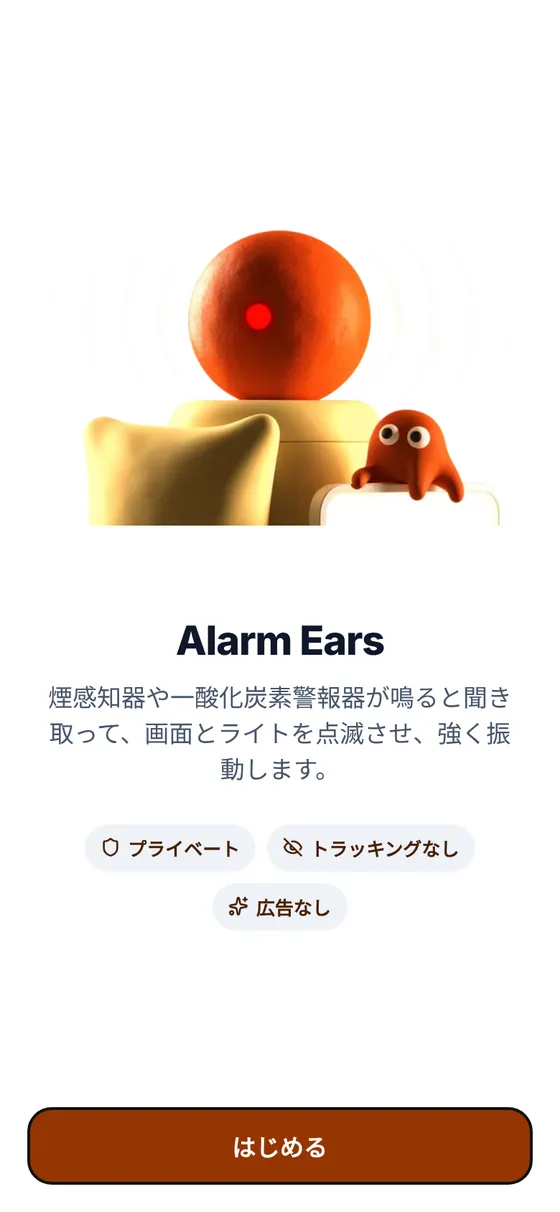 Alarm Ears
煙感知器や一酸化炭素警報器が鳴ると聞き
取って、画面とライトを点滅させ、強く振
動します。
プライベート
トラッキングなし
広告なし
はじめる